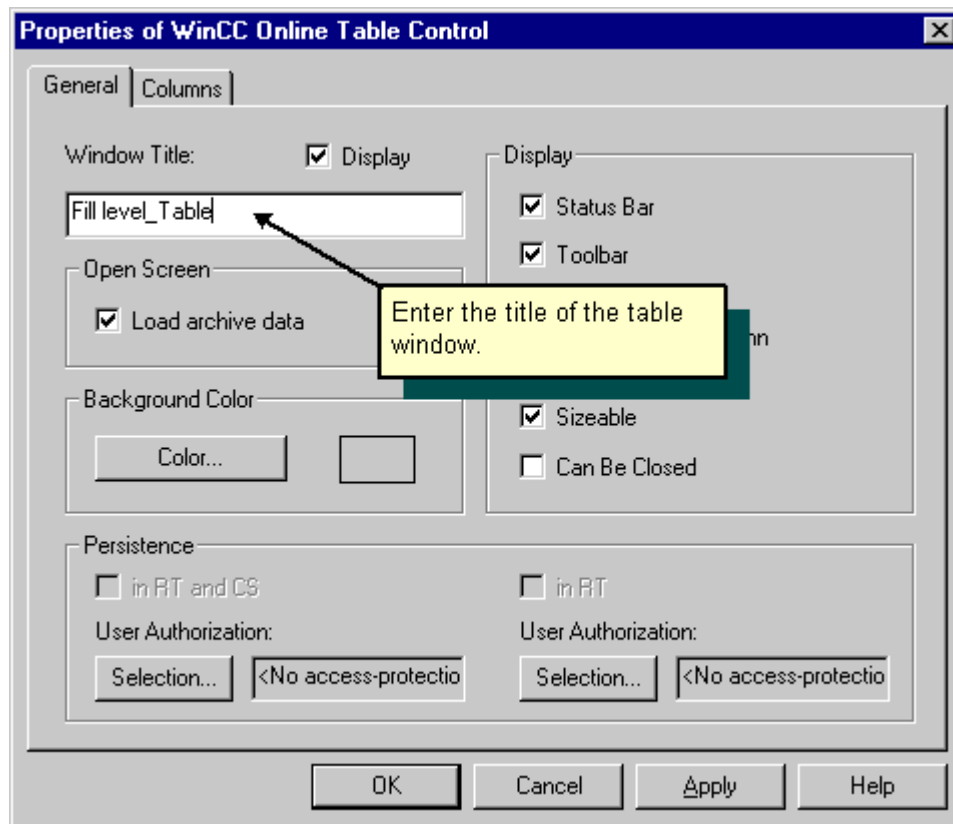 Properties of WinCC Online Table Control
General
Columns
Window Title:
Display
Fill level_Table
Open Screen
Load archive data
Background Color
Color...
Display
Status Bar
Toolbar
Enter the title of the table
window.
Sizeable
Can Be Closed
Persistence
in RT and CS
in RT
User Authorization:
User Authorization:
Selection...
<No access-protectio
Selection...
<No access-protectio
OK
Cancel
Apply
Help